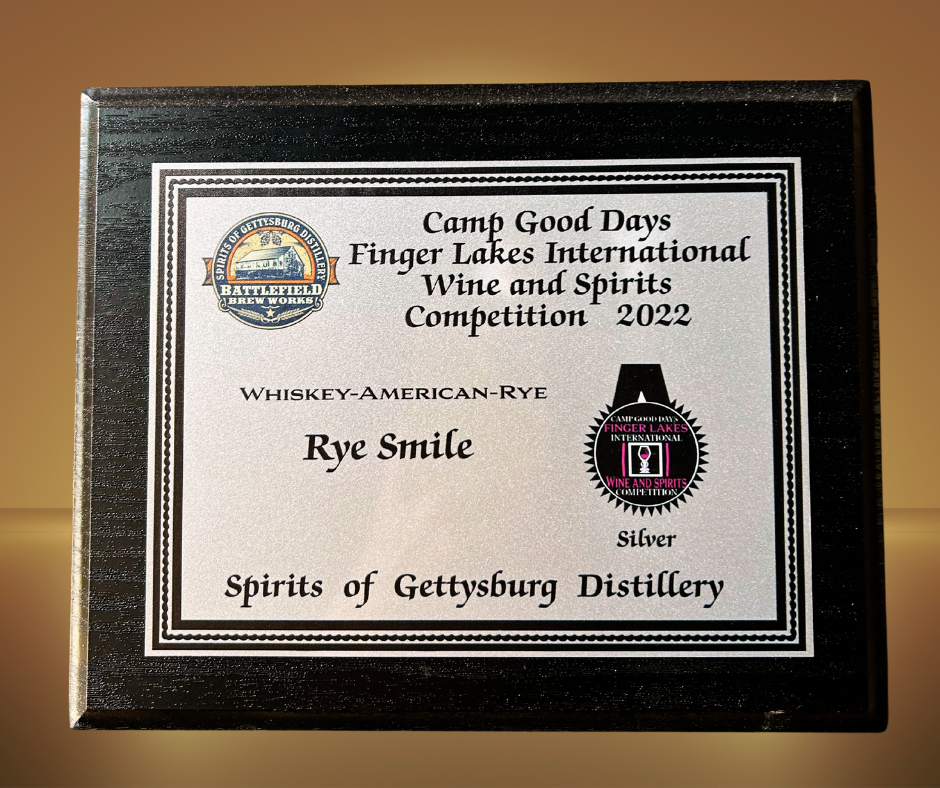 SPIRITS OF GETTYSBURG DISTILLERY
BATTLEFIELD
BREW WORKS
Camp Good Days
Finger Lakes International
Wine and Spirits
Competition 2022
WHISKEY-AMERICAN-RYE
Rye Smile
CAMP GOOD DAYS
FINGER LAKES
INTERNATIONAL
WINE AND SPIRITS
COMPETITION
Silver
Spirits of Gettysburg Distillery